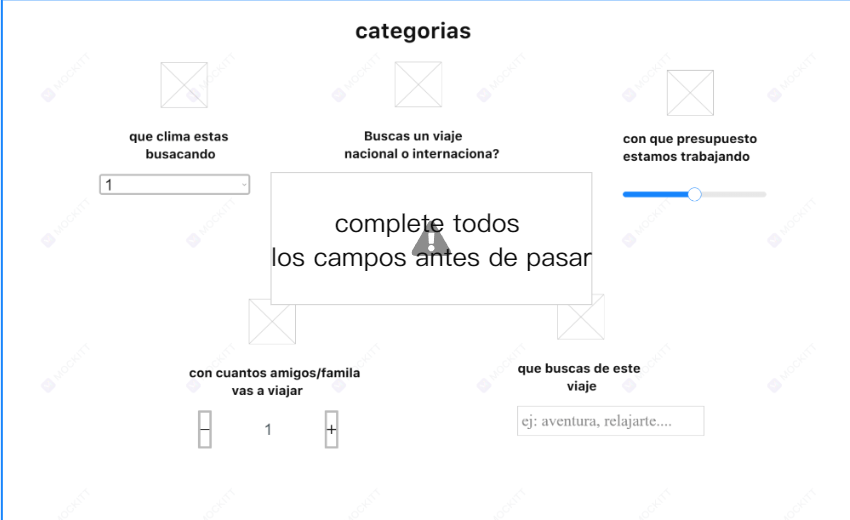 categorias
que clima estas
busacando
1
Buscas un viaje
nacional o internaciona?
con que presupuesto
estamos trabajando
complete todos
los campos antes de pasar
con cuantos amigos/famila
vas a viajar
− 1 +
que buscas de este
viaje
ej: aventura, relajarte....
MOCKITT